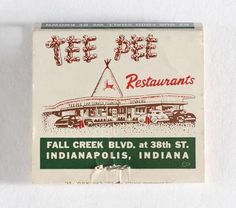 TEE PEE
Restaurants
FALL CREEK BLVD. at 38th ST.
INDIANAPOLIS, INDIANA